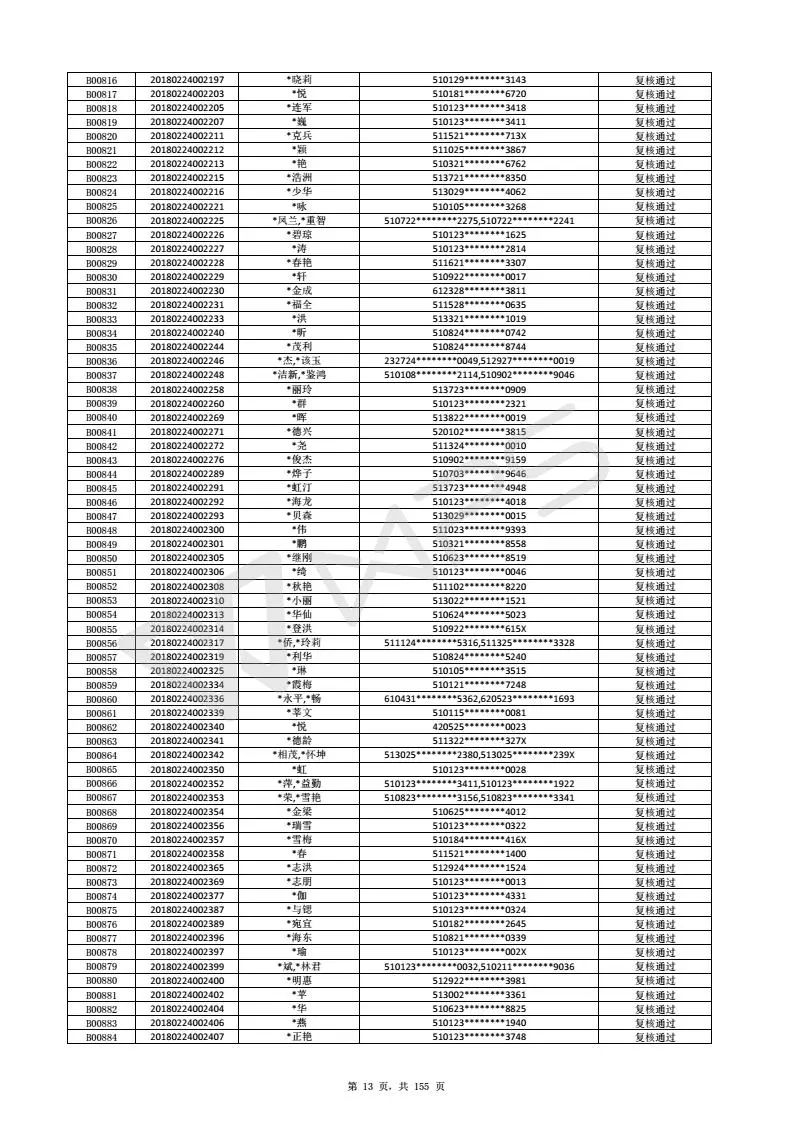 B00816 20180224002197 *晓莉 510129********3143 复核通过
B00817 20180224002203 *悦 510181********6720 复核通过
B00818 20180224002205 *连军 510123********3418 复核通过
B00819 20180224002207 *巍 510123********3411 复核通过
B00820 20180224002211 *克兵 511521********713X 复核通过
B00821 20180224002212 *颖 511025********3867 复核通过
B00822 20180224002213 *艳 510321********6762 复核通过
B00823 20180224002215 *浩洲 513721********8350 复核通过
B00824 20180224002216 *少华 513029********4062 复核通过
B00825 20180224002221 *咏 510105********3268 复核通过
B00826 20180224002225 *凤兰,*重智 510722********2275,510722********2241 复核通过
B00827 20180224002226 *碧琼 510123********1625 复核通过
B00828 20180224002227 *涛 510123********2814 复核通过
B00829 20180224002228 *春艳 511621********3307 复核通过
B00830 20180224002229 *轩 510922********0017 复核通过
B00831 20180224002230 *金成 612328********3811 复核通过
B00832 20180224002231 *福全 511528********0635 复核通过
B00833 20180224002233 *洪 513321********1019 复核通过
B00834 20180224002240 *昕 510824********0742 复核通过
B00835 20180224002244 *茂利 510824********8744 复核通过
B00836 20180224002246 *杰,*该玉 232724********0049,512927********0019 复核通过
B00837 20180224002248 *洁新,*鉴鸿 510108********2114,510902********9046 复核通过
B00838 20180224002258 *丽玲 513723********0909 复核通过
B00839 20180224002260 *群 510123********2321 复核通过
B00840 20180224002269 *晖 513822********0019 复核通过
B00841 20180224002271 *德兴 520102********3815 复核通过
B00842 20180224002272 *尧 511324********0010 复核通过
B00843 20180224002276 *俊杰 510902********9159 复核通过
B00844 20180224002289 *烨子 510703********9646 复核通过
B00845 20180224002291 *虹汀 513723********4948 复核通过
B00846 20180224002292 *海龙 510123********4018 复核通过
B00847 20180224002293 *贝森 513029********0015 复核通过
B00848 20180224002300 *伟 511023********9393 复核通过
B00849 20180224002301 *鹏 510321********8558 复核通过
B00850 20180224002305 *继刚 510623********8519 复核通过
B00851 20180224002306 *绮 510123********0046 复核通过
B00852 20180224002308 *秋艳 511102********8220 复核通过
B00853 20180224002310 *小丽 513022********1521 复核通过
B00854 20180224002313 *华仙 510624********5023 复核通过
B00855 20180224002314 *登洪 510922********615X 复核通过
B00856 20180224002317 *侨,*玲莉 511124********5316,511325********3328 复核通过
B00857 20180224002319 *利华 510824********5240 复核通过
B00858 20180224002325 *琳 510105********3515 复核通过
B00859 20180224002334 *霞梅 510121********7248 复核通过
B00860 20180224002336 *永平,*畅 610431********5362,620523********1693 复核通过
B00861 20180224002339 *莘文 510115********0081 复核通过
B00862 20180224002340 *悦 420525********0023 复核通过
B00863 20180224002341 *德龄 511322********327X 复核通过
B00864 20180224002342 *相茂,*怀坤 513025********2380,513025********239X 复核通过
B00865 20180224002350 *虹 510123********0028 复核通过
B00866 20180224002352 *萍,*益勤 510123********3411,510123********1922 复核通过
B00867 20180224002353 *荣,*雪艳 510823********3156,510823********3341 复核通过
B00868 20180224002354 *金梁 510625********4012 复核通过
B00869 20180224002356 *瑞雪 510123********0322 复核通过
B00870 20180224002357 *雪梅 510184********416X 复核通过
B00871 20180224002358 *春 511521********1400 复核通过
B00872 20180224002365 *志洪 512924********1524 复核通过
B00873 20180224002369 *志朋 510123********0013 复核通过
B00874 20180224002377 *伽 510123********4331 复核通过
B00875 20180224002387 *与锶 510123********0324 复核通过
B00876 20180224002389 *宛宜 510182********2645 复核通过
B00877 20180224002396 *海东 510821********0339 复核通过
B00878 20180224002397 *瑜 510123********002X 复核通过
B00879 20180224002399 *斌,*林君 510123********0032,510211********9036 复核通过
B00880 20180224002400 *明惠 512922********3981 复核通过
B00881 20180224002402 *苹 513002********3361 复核通过
B00882 20180224002404 *华 510623********8825 复核通过
B00883 20180224002406 *燕 510123********1940 复核通过
B00884 20180224002407 *正艳 510123********3748 复核通过
WPS
第 13 页，共 155 页